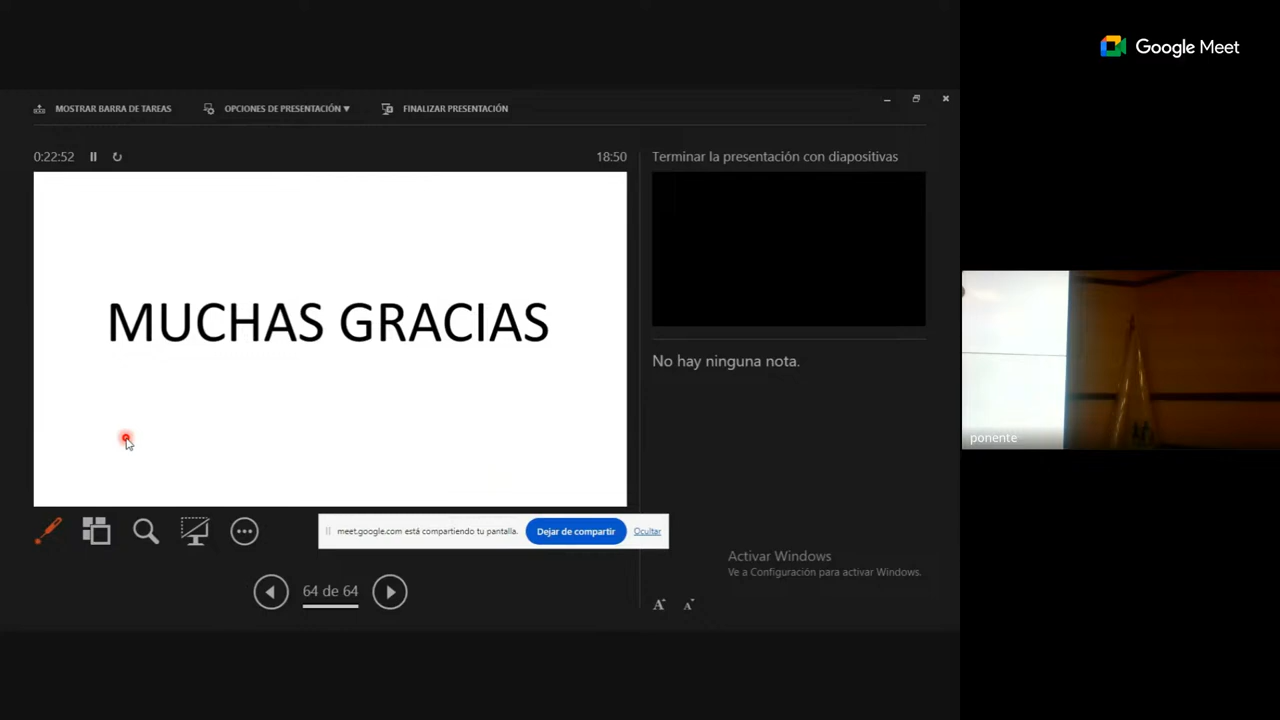 Google Meet
MOSTRAR BARRA DE TAREAS
OPCIONES DE PRESENTACIÓN ▼
FINALIZAR PRESENTACIÓN
0:22:52
18:50
MUCHAS GRACIAS
Terminar la presentación con diapositivas
No hay ninguna nota.
ponente
meet.google.com está compartiendo tu pantalla.
Dejar de compartir
Ocultar
Activar Windows
Ve a Configuración para activar Windows.
64 de 64
A A